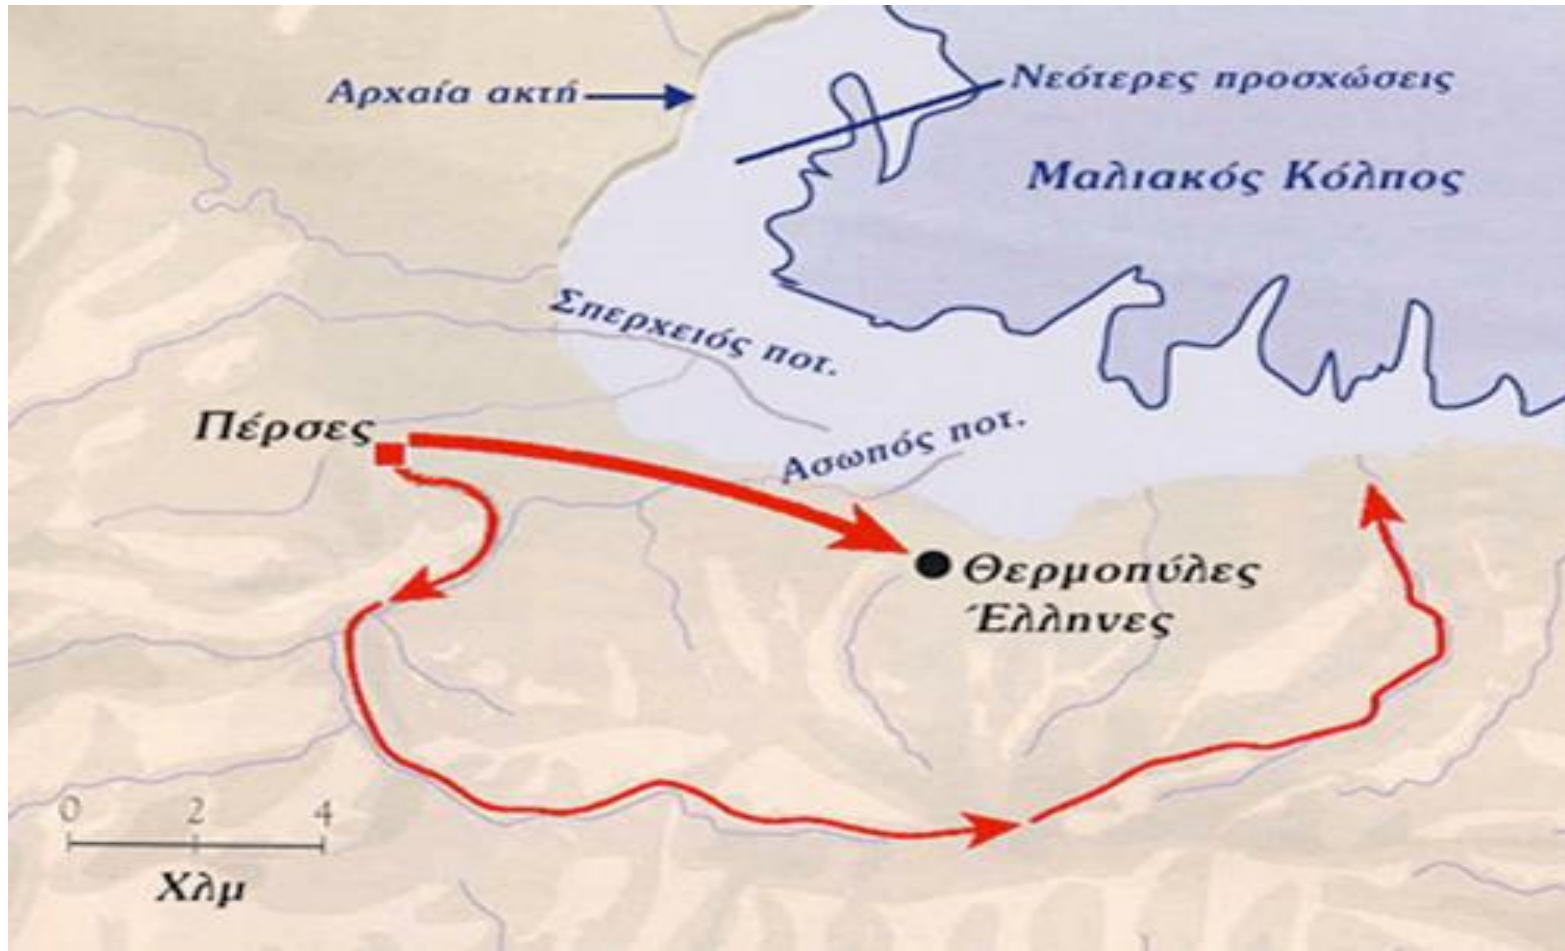 Αρχαία ακτή
Νεότερες προσχώσεις
Μαλιακός Κόλπος
Σπερχειός ποτ.
Πέρσες
Ασωπός ποτ.
Θερμοπύλες
Έλληνες
0 2 4
Χλμ